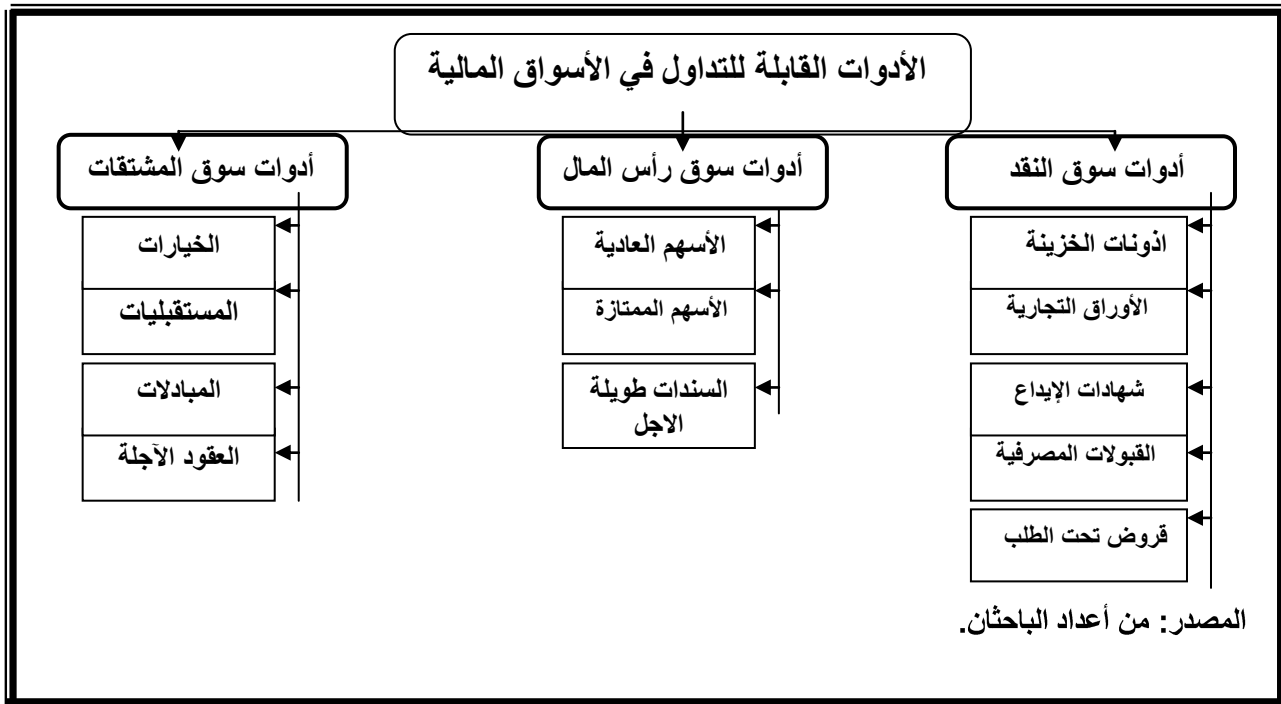 الأدوات القابلة للتداول في الأسواق المالية
أدوات سوق النقد
اذونات الخزينة
الأوراق التجارية
شهادات الإيداع
القبولات المصرفية
قروض تحت الطلب
أدوات سوق رأس المال
الأسهم العادية
الأسهم الممتازة
السندات طويلة
الاجل
أدوات سوق المشتقات
الخيارات
المستقبليات
المبادلات
العقود الآجلة
المصدر: من أعداد الباحثان.